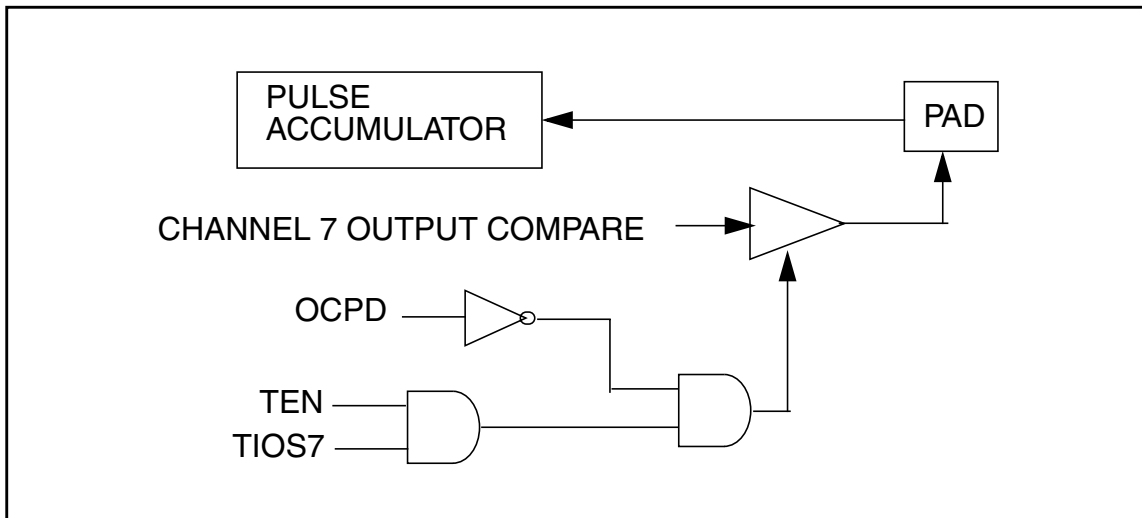 PULSE
ACCUMULATOR
PAD
CHANNEL 7 OUTPUT COMPARE
OCPD
TEN
TIOS7